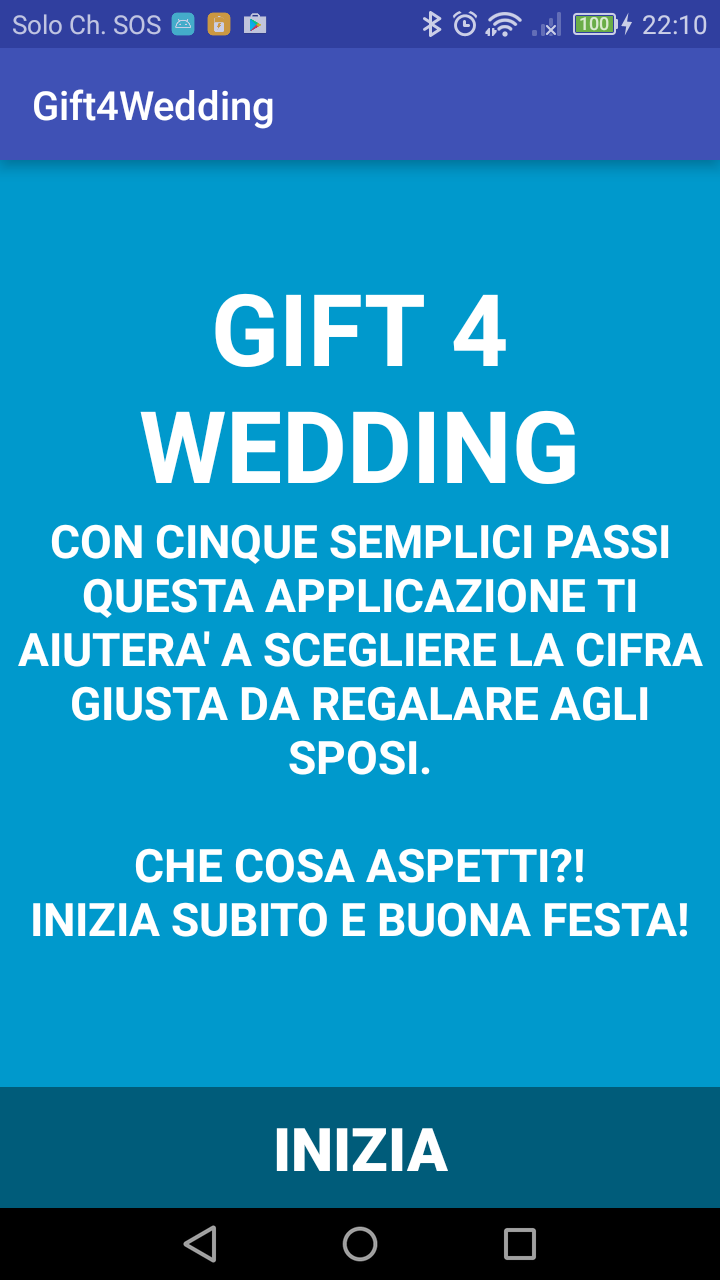 Solo Ch. SOS 100 22:10
Gift4Wedding
GIFT 4
WEDDING
CON CINQUE SEMPLICI PASSI
QUESTA APPLICAZIONE TI
AIUTERA' A SCEGLIERE LA CIFRA
GIUSTA DA REGALARE AGLI
SPOSI.
CHE COSA ASPETTI?!
INIZIA SUBITO E BUONA FESTA!
INIZIA